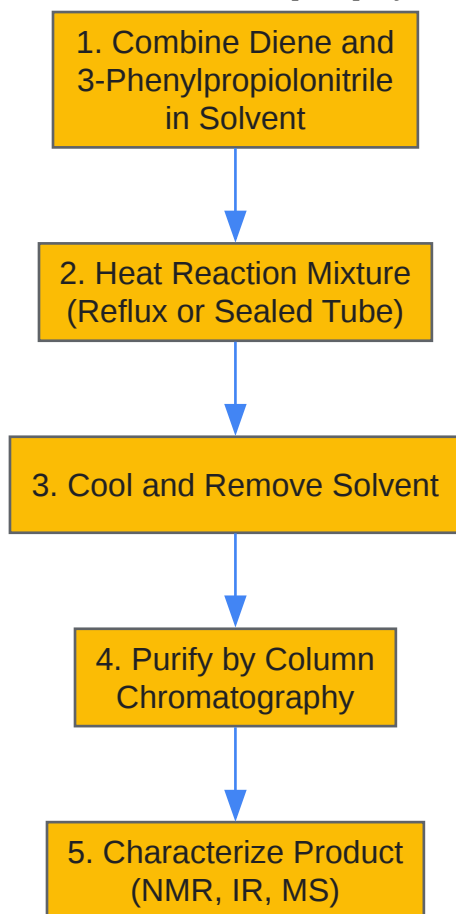 1. Combine Diene and
3-Phenylpropiolonitrile
in Solvent
2. Heat Reaction Mixture
(Reflux or Sealed Tube)
3. Cool and Remove Solvent
4. Purify by Column
Chromatography
5. Characterize Product
(NMR, IR, MS)